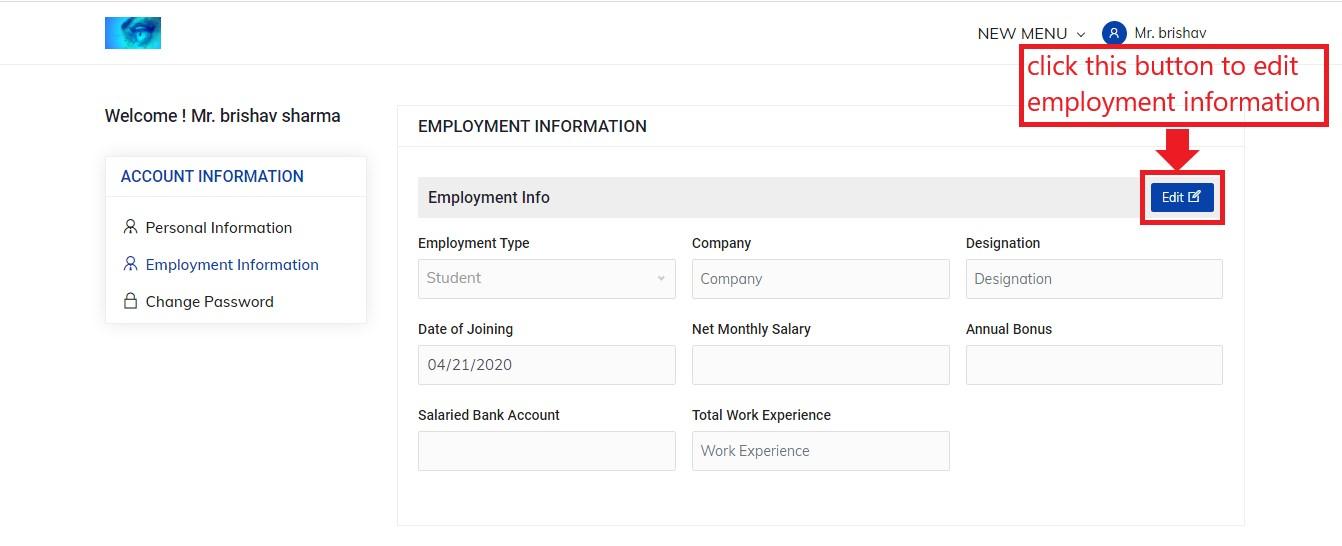 NEW MENU
Mr. brishav
click this button to edit
employment information
Welcome ! Mr. brishav sharma
ACCOUNT INFORMATION
Personal Information
Employment Information
Change Password
EMPLOYMENT INFORMATION
Employment Info
Edit
Employment Type
Company
Designation
Student
Company
Designation
Date of Joining
Net Monthly Salary
Annual Bonus
04/21/2020
Salaried Bank Account
Total Work Experience
Work Experience